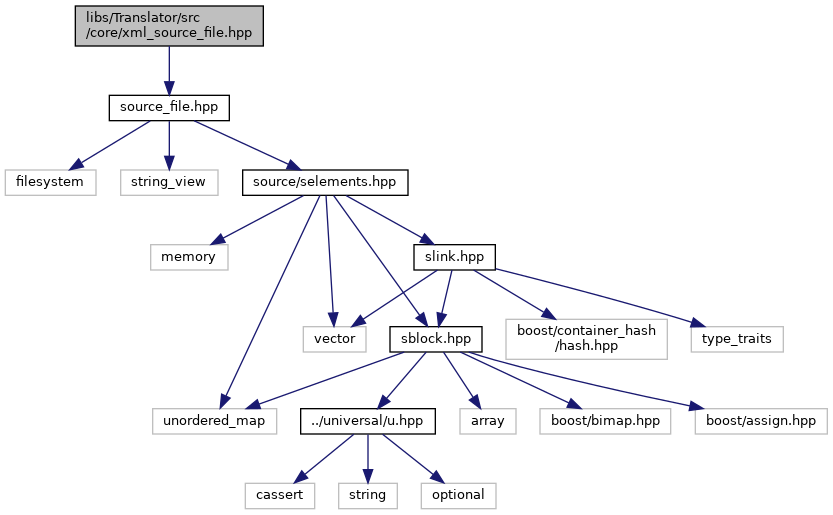 libs/Translator/src
/core/xml_source_file.hpp
source_file.hpp
filesystem
string_view
source/selements.hpp
memory
slink.hpp
vector
sblock.hpp
boost/container_hash
/hash.hpp
type_traits
unordered_map
../universal/u.hpp
array
boost/bimap.hpp
boost/assign.hpp
cassert
string
optional